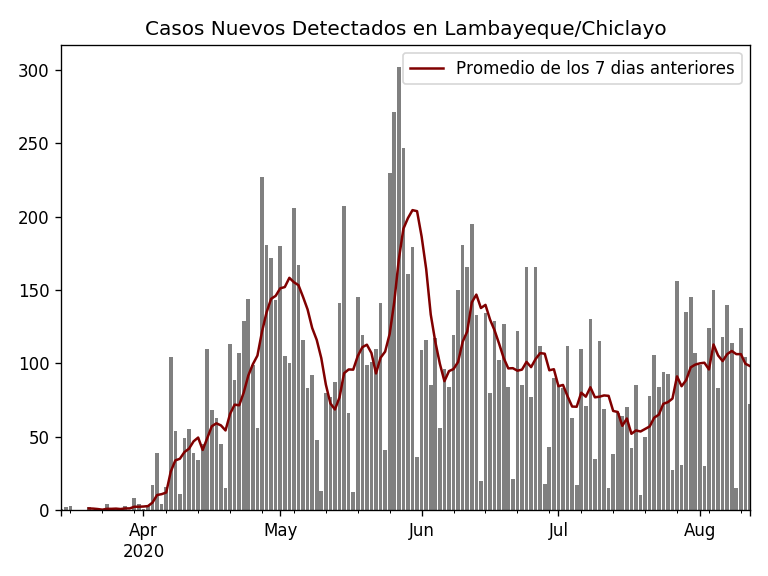 Casos Nuevos Detectados en Lambayeque/Chiclayo
Promedio de los 7 dias anteriores
300
250
200
150
100
50
0
Apr May Jun Jul Aug
2020